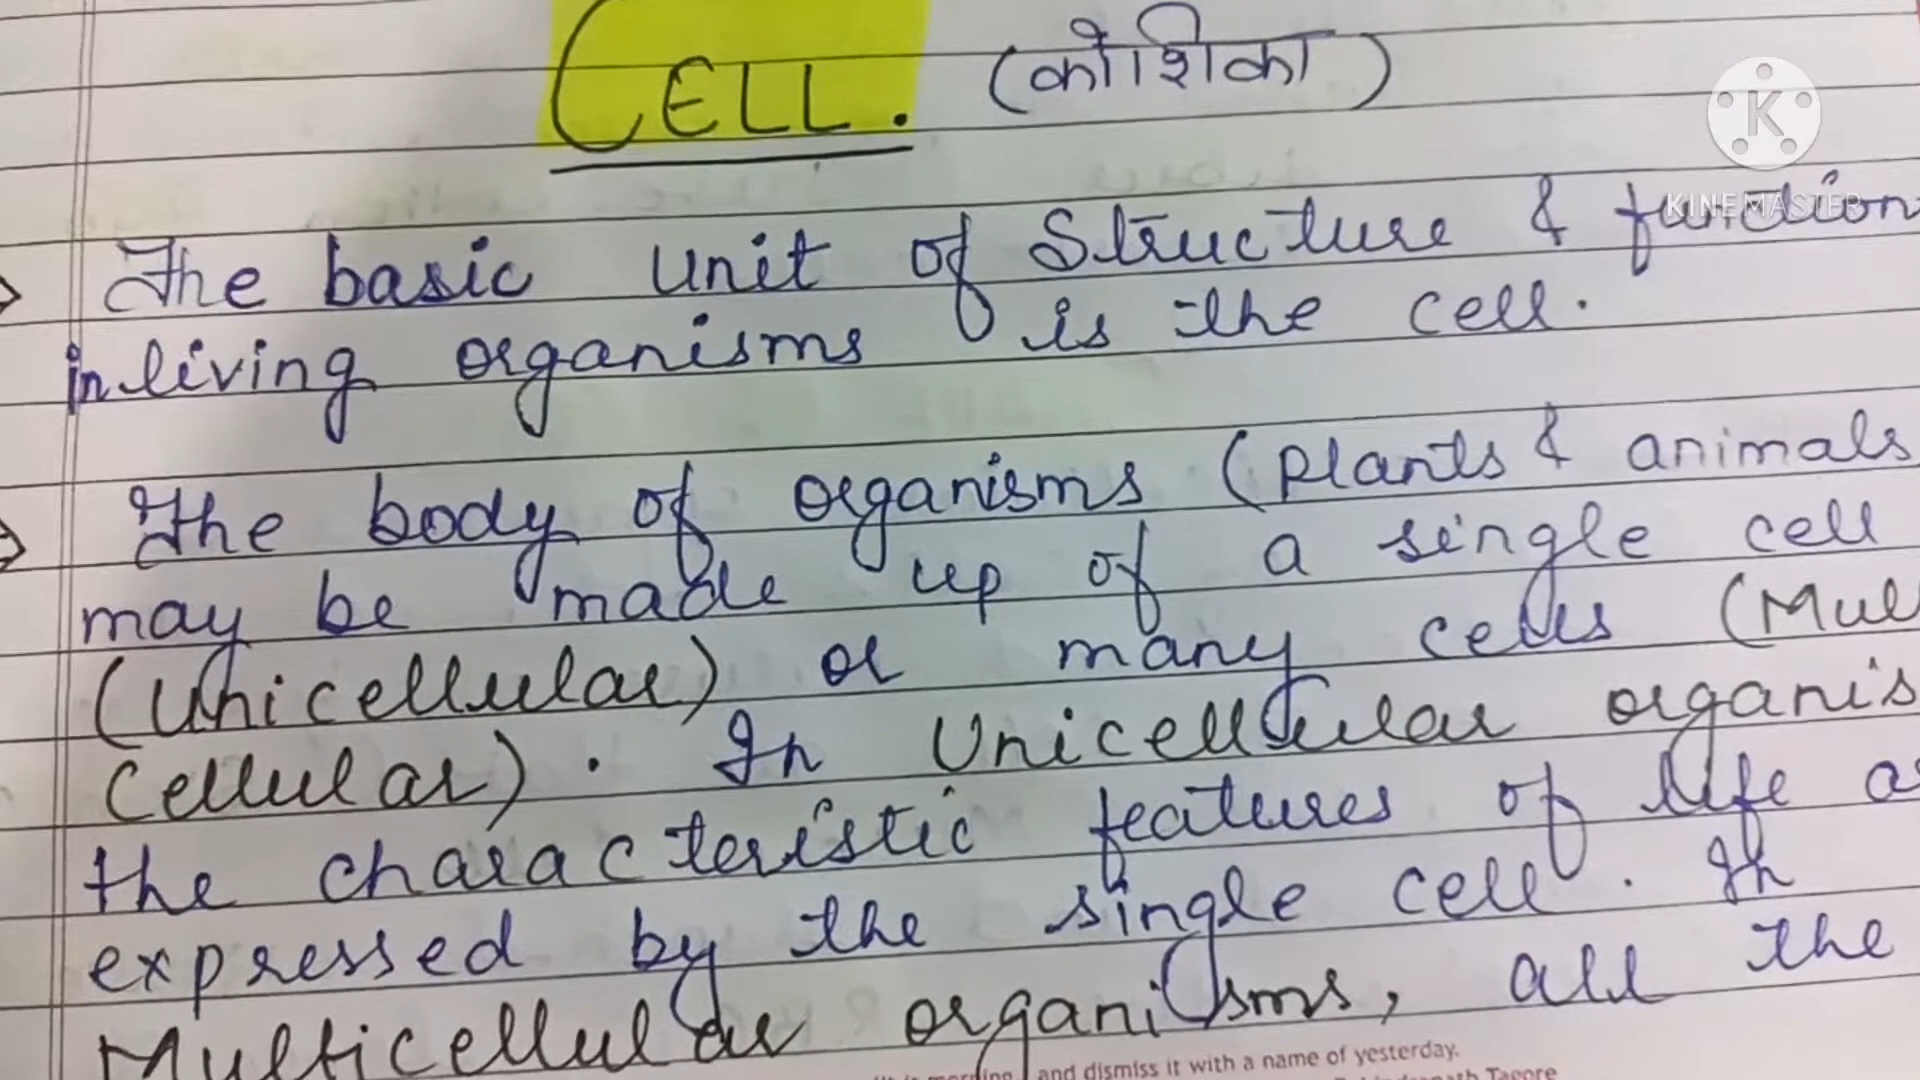 CELL. (कोशिका)
K
KINEMASTER
The basic unit of Structure & function
in living organisms is the cell.
The body of organisms (Plants & animals
may be made up of a single cell
(Unicellular) or many cells (Mul
Cellular). In Unicellular organis
the characteristic features of life a
expressed by the single cell. In
Multicellular organisms, all the
and dismiss it with a name of yesterday.
Tagore